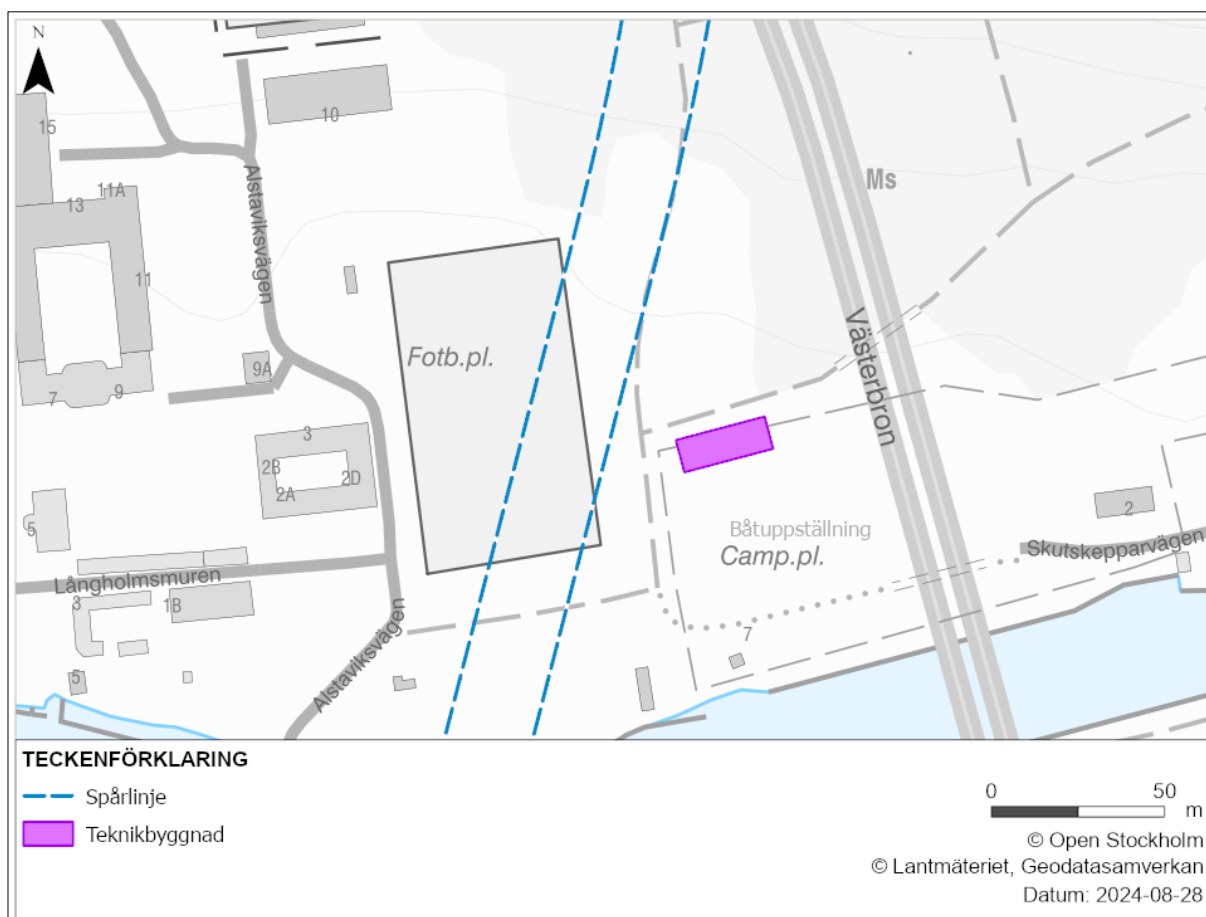 N
15
10
Ms
11A
13
Alstaviksvägen
11
Fotb.pl.
Västerbron
9A
7
9
3
2B
2A
2D
5
Båtuppställning
Camp.pl.
2
Skutskepparvägen
Långholmsmuren
3
1B
Alstaviksvägen
7
5
TECKENFÖRKLARING
Spårlinje
Teknikbyggnad
0 50
m
© Open Stockholm
© Lantmäteriet, Geodatasamverkan
Datum: 2024-08-28